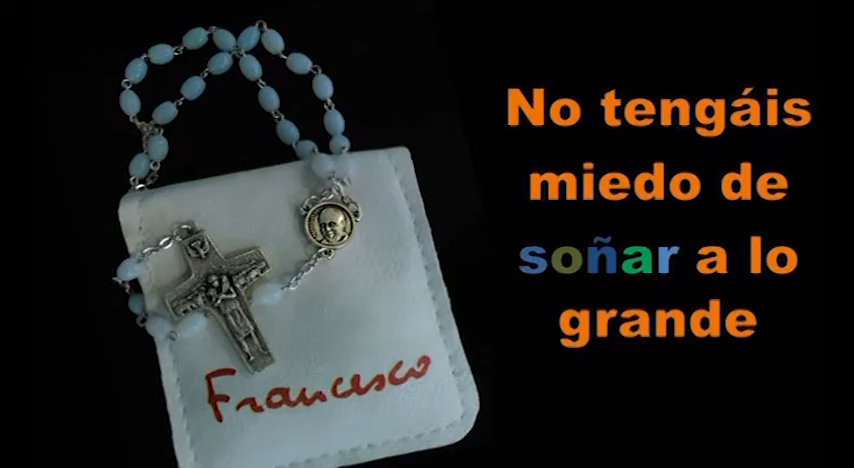 No tengáis
miedo de
soñar a lo
grande
Francesco